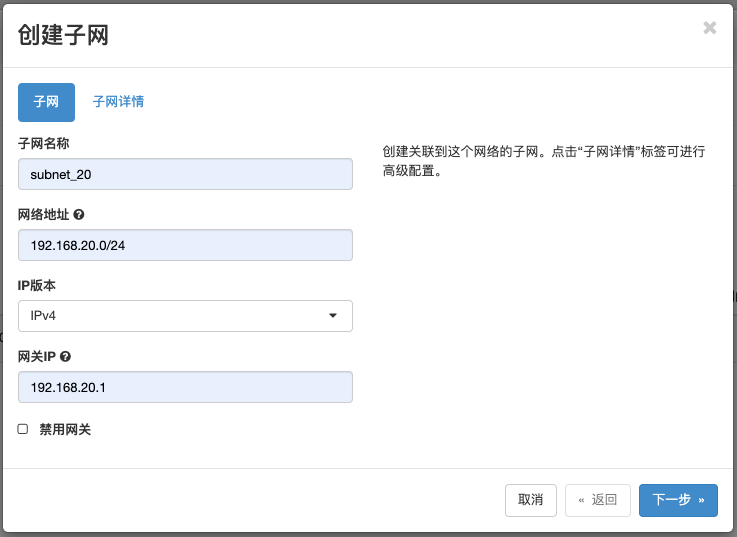 创建子网
×
子网 子网详情
子网名称
subnet_20
网络地址
192.168.20.0/24
IP版本
IPv4
网关IP
192.168.20.1
禁用网关
创建关联到这个网络的子网。点击“子网详情”标签可进行
高级配置。
取消 « 返回 下一步 »